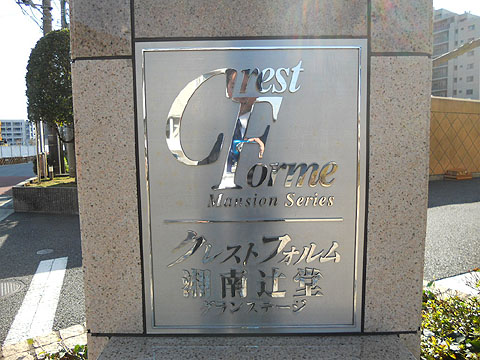 Crest
Forme
Mansion Series
クレストフォルム
湘南辻堂
グランステージ